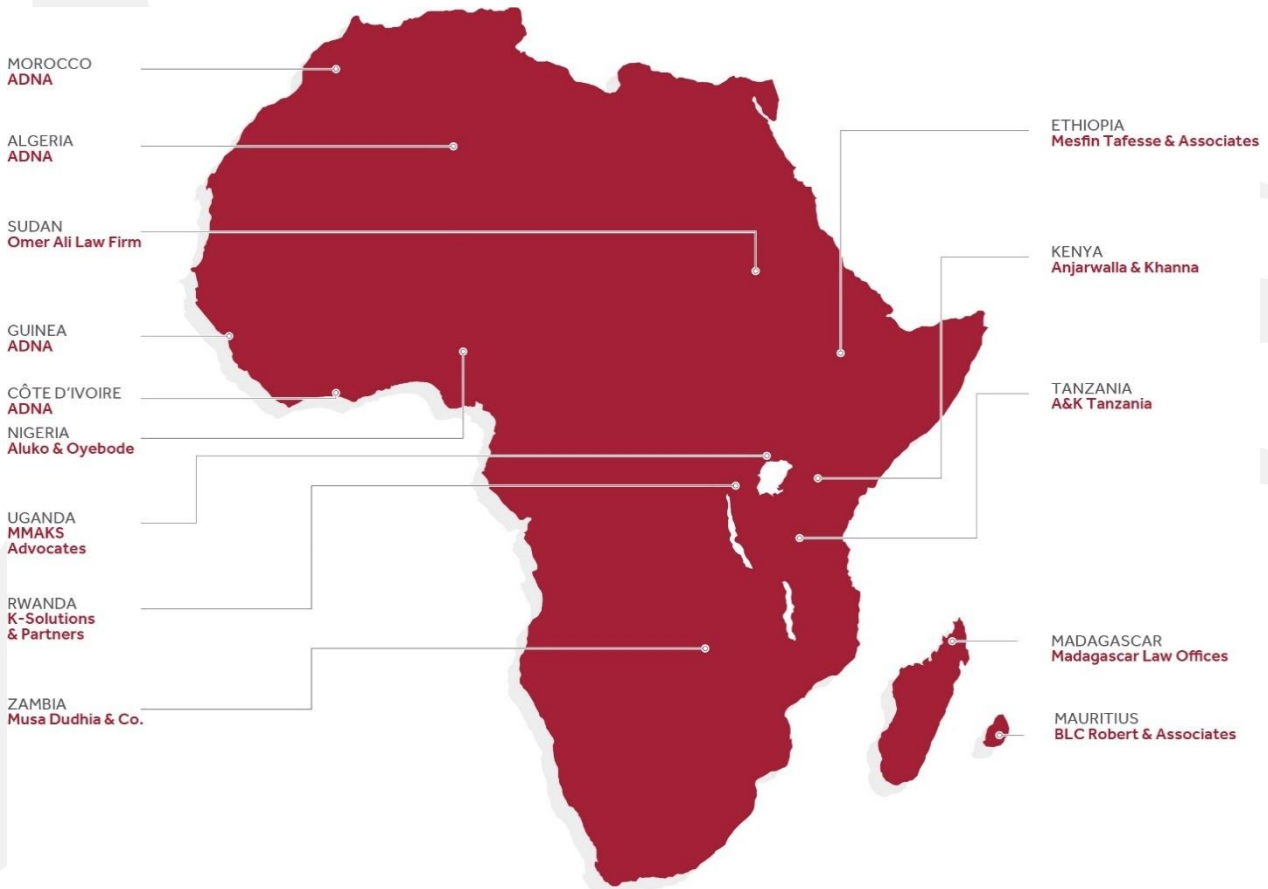 MOROCCO
ADNA
ALGERIA
ADNA
SUDAN
Omer Ali Law Firm
GUINEA
ADNA
CÔTE D'IVOIRE
ADNA
NIGERIA
Aluko & Oyebode
UGANDA
MMAKS
Advocates
RWANDA
K-Solutions
& Partners
ZAMBIA
Musa Dudhia & Co.
ETHIOPIA
Mesfin Tafesse & Associates
KENYA
Anjarwalla & Khanna
TANZANIA
A&K Tanzania
MADAGASCAR
Madagascar Law Offices
MAURITIUS
BLC Robert & Associates